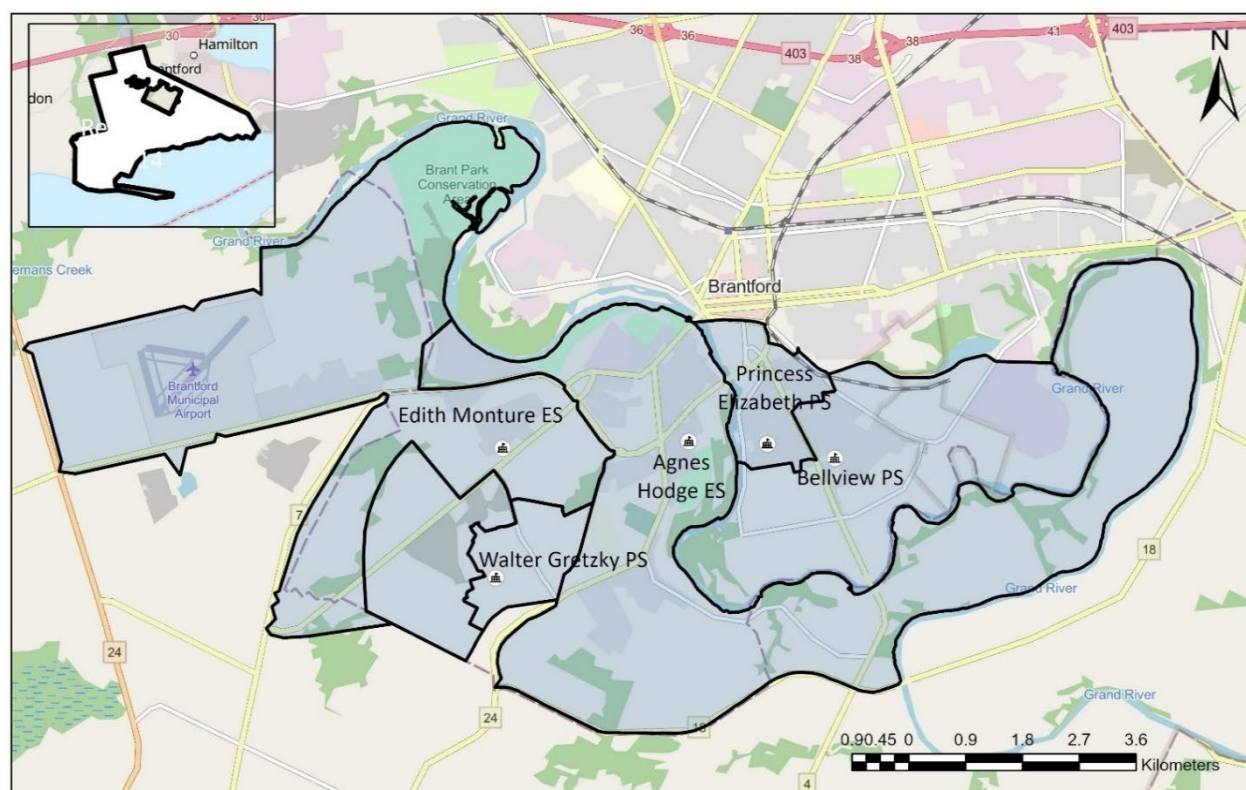 30
30
Hamilton
antford
don
Re
14
36
36
403
38
38
41
403
N
Grand River
Brant Park
Conservation
Area
Grand River
emans Creek
Brantford
Brantford
Municipal
Airport
Princess
Elizabeth PS
Grand River
Edith Monture ES
Agnes
Hodge ES
Bellview PS
7
Walter Gretzky PS
18
Grand River
24
24
18
4
Grand River
0.90.45 0 0.9 1.8 2.7 3.6
Kilometers